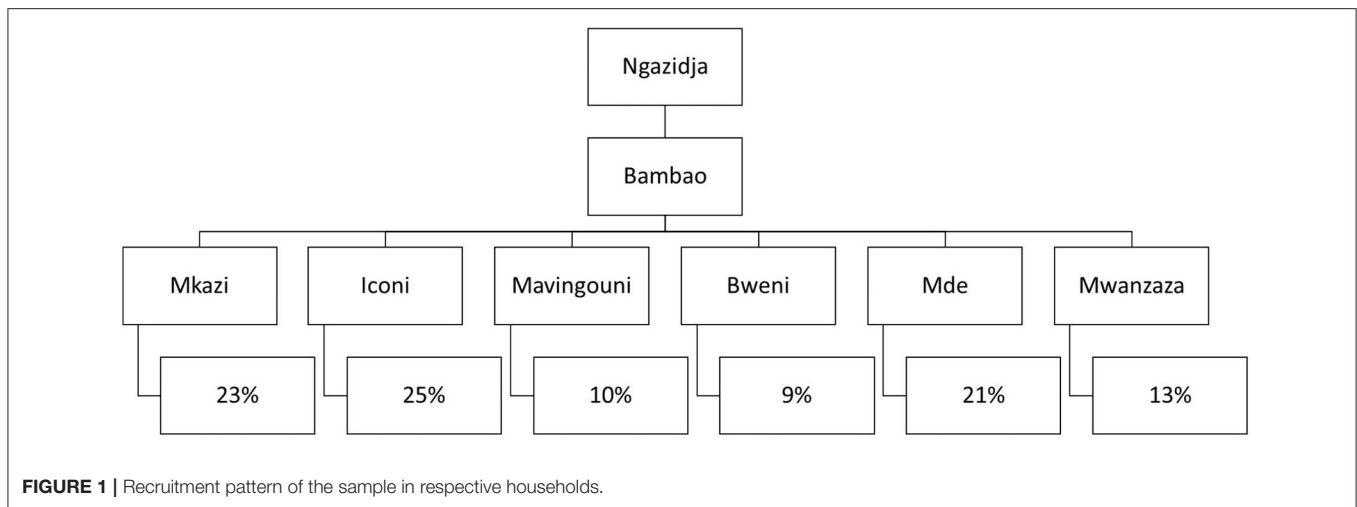 Ngazidja
Bambao
Mkazi Iconi Mavingouni Bweni Mde Mwanzaza
23% 25% 10% 9% 21% 13%
FIGURE 1 | Recruitment pattern of the sample in respective households.